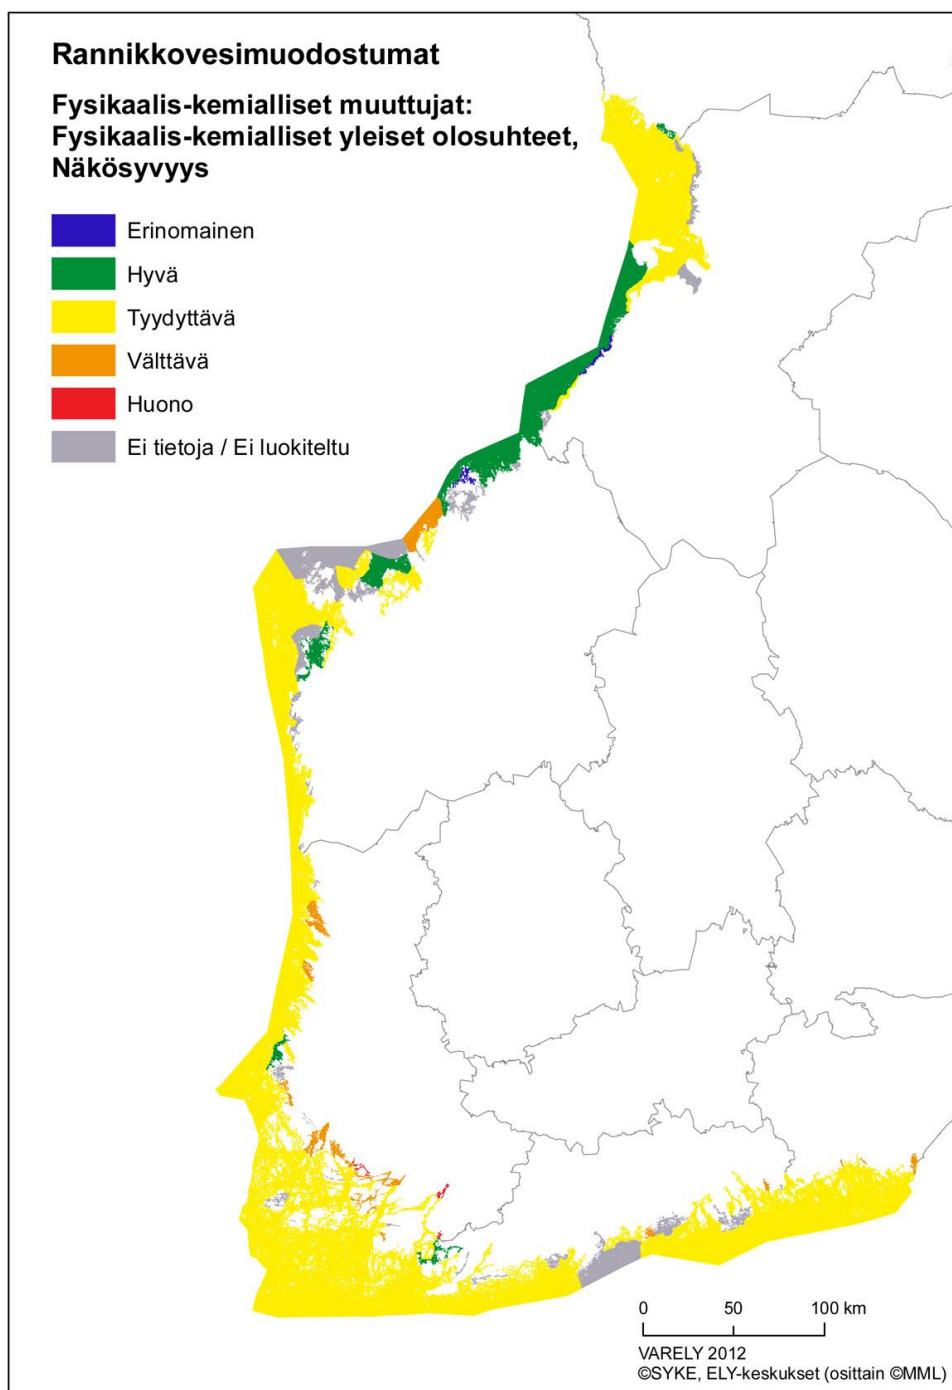 Rannikkovesimuodostumat
Fysikaalis-kemialliset muuttujat:
Fysikaalis-kemialliset yleiset olosuhteet,
Näkösyvyys
Erinomainen
Hyvä
Tyydyttävä
Välttävä
Huono
Ei tietoja / Ei luokiteltu
0 50 100 km
VARELY 2012
©SYKE, ELY-keskukset (osittain ©MML)